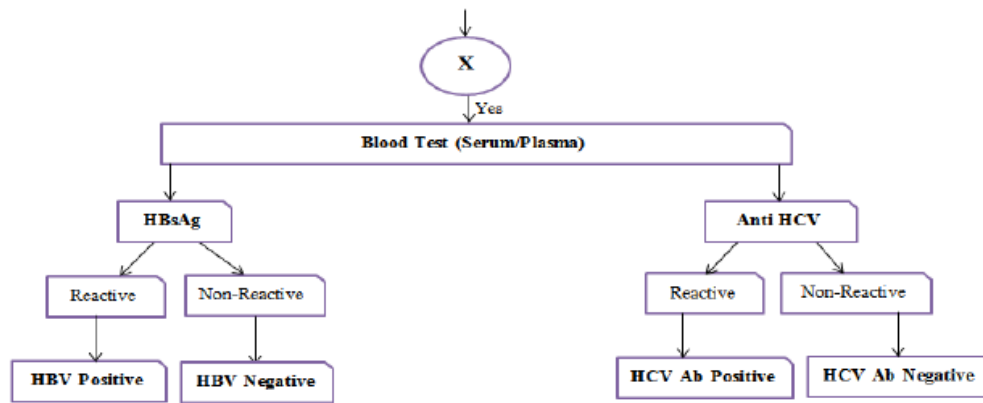 X
Yes
Blood Test (Serum/Plasma)
HBsAg
Anti HCV
Reactive
Non-Reactive
Reactive
Non-Reactive
HBV Positive
HBV Negative
HCV Ab Positive
HCV Ab Negative